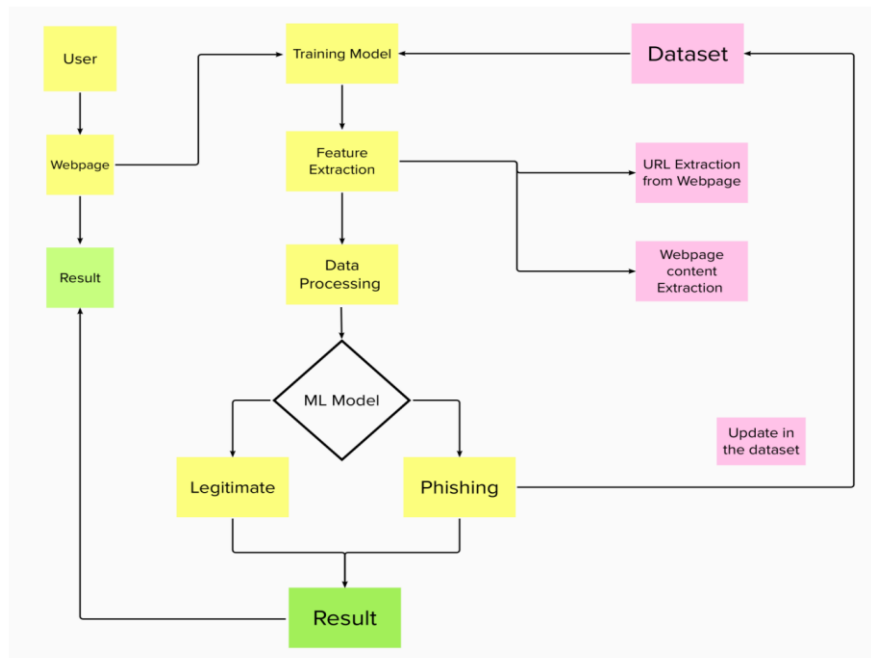 User
Training Model
Dataset
Webpage
Feature
Extraction
URL Extraction
from Webpage
Result
Data
Processing
Webpage
content
Extraction
ML Model
Update in
the dataset
Legitimate
Phishing
Result